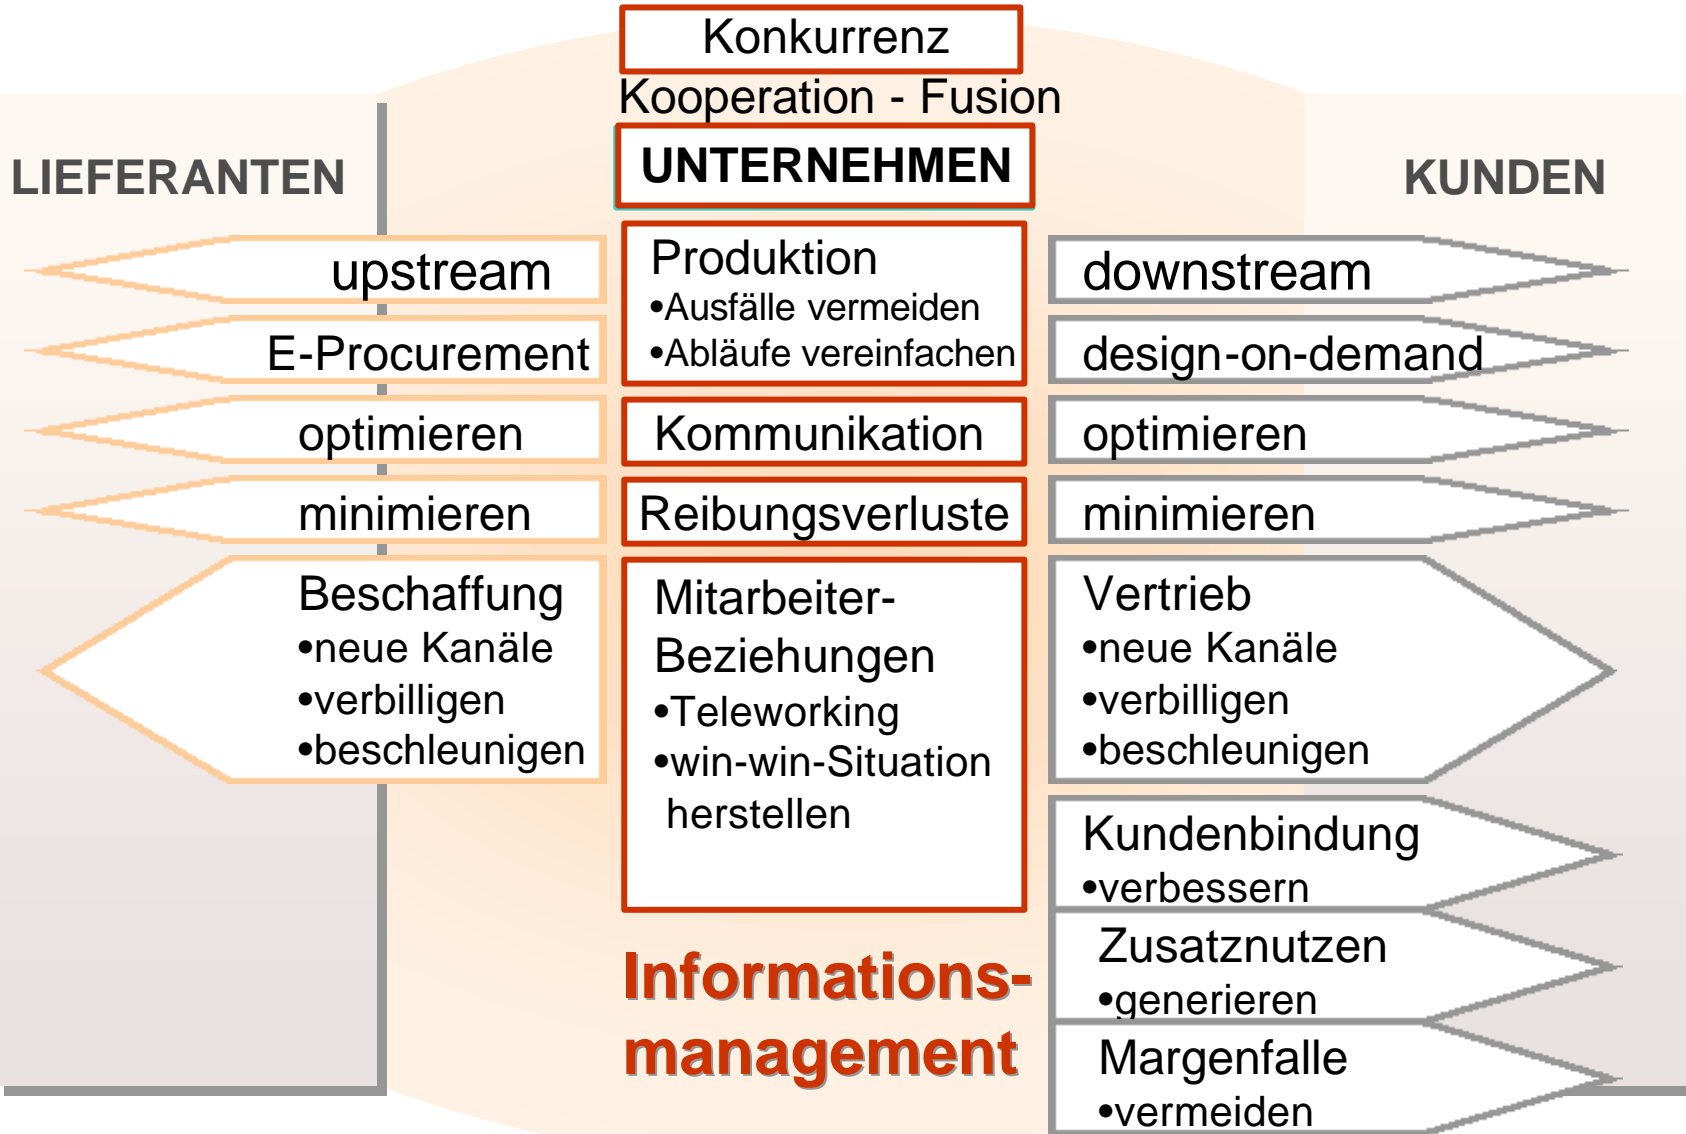 Konkurrenz
Kooperation - Fusion
UNTERNEHMEN
LIEFERANTEN
KUNDEN
upstream
E-Procurement
optimieren
minimieren
Beschaffung
•neue Kanäle
•verbilligen
•beschleunigen
Produktion
•Ausfälle vermeiden
•Abläufe vereinfachen
Kommunikation
Reibungsverluste
Mitarbeiter-
Beziehungen
•Teleworking
•win-win-Situation
herstellen
Informations-
management
downstream
design-on-demand
optimieren
minimieren
Vertrieb
•neue Kanäle
•verbilligen
•beschleunigen
Kundenbindung
•verbessern
Zusatznutzen
•generieren
Margenfalle
•vermeiden